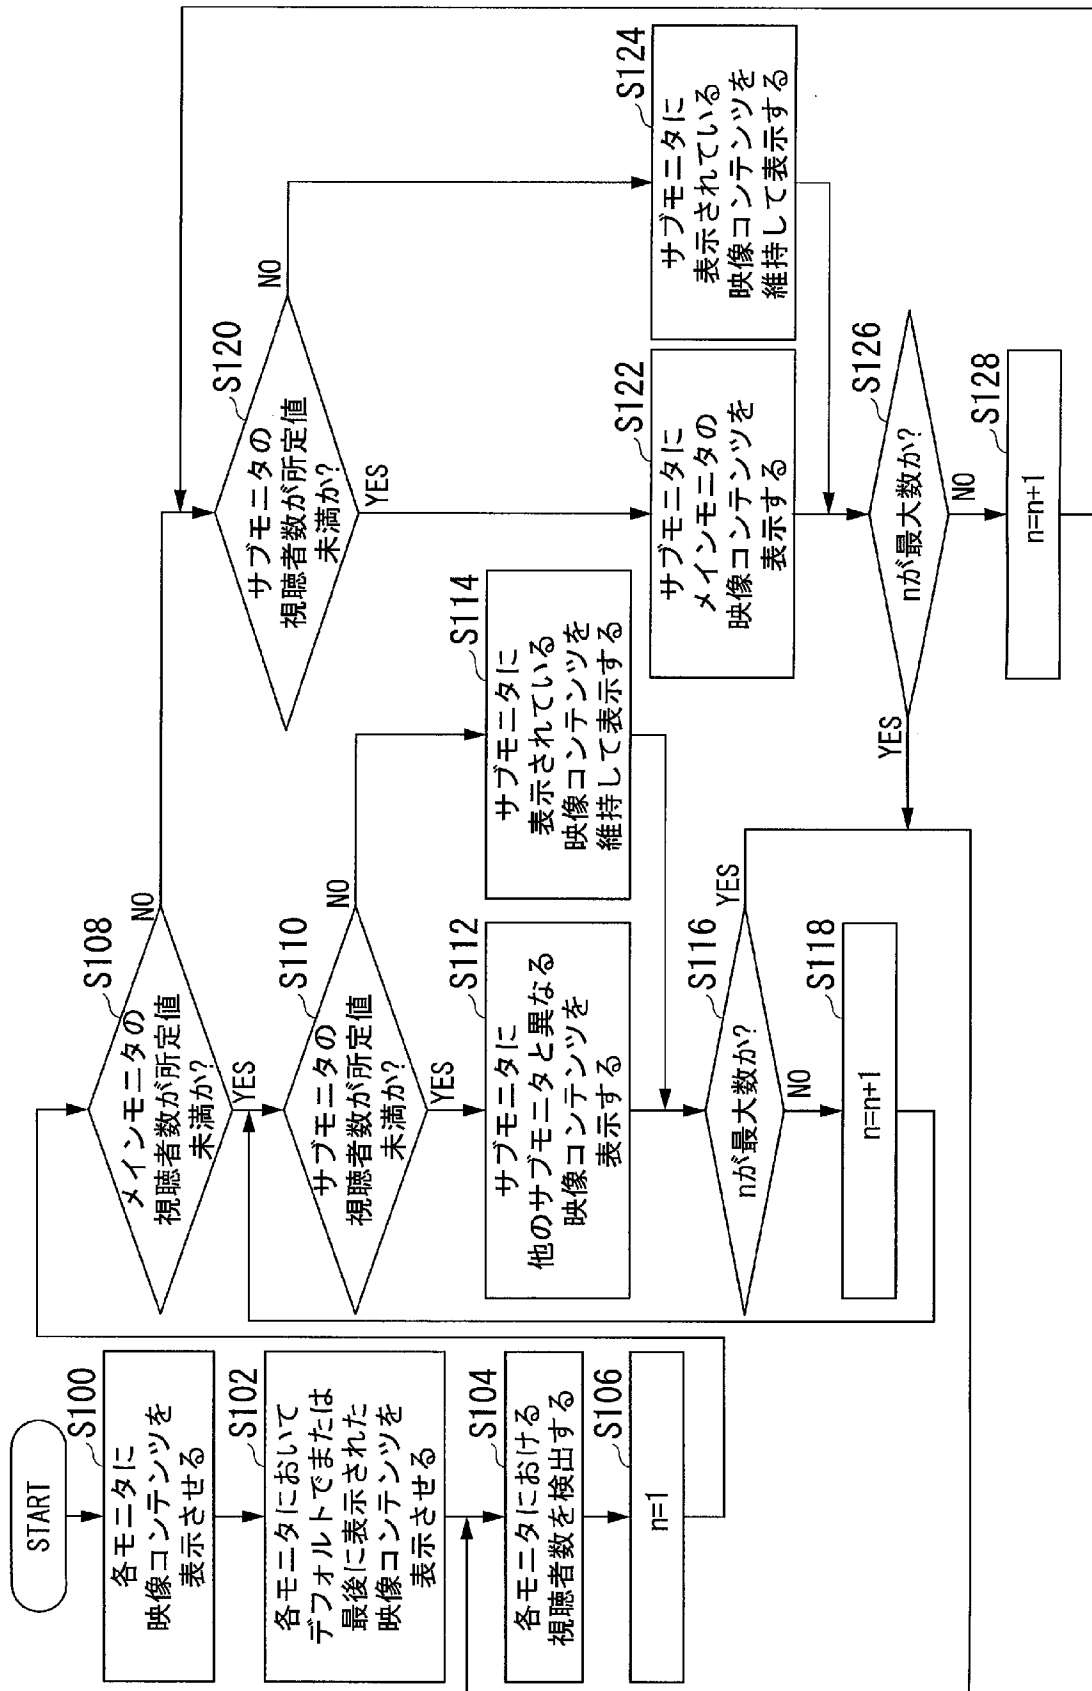 START
S100
各モニタに
映像コンテンツを
表示させる
S102
各モニタにおいて
デフォルトでまたは
最後に表示された
映像コンテンツを
表示させる
S104
各モニタにおける
視聴者数を検出する
S106
n=1
S108
メインモニタの
視聴者数が所定値
未満か?
NO
YES
S110
サブモニタの
視聴者数が所定値
未満か?
NO
YES
S112
サブモニタに
他のサブモニタと異なる
映像コンテンツを
表示する
S114
サブモニタに
表示されている
映像コンテンツを
維持して表示する
S116
nが最大数か?
YES
NO
S118
n=n+1
S120
サブモニタの
視聴者数が所定値
未満か?
NO
YES
S122
サブモニタに
メインモニタの
映像コンテンツを
表示する
S124
サブモニタに
表示されている
映像コンテンツを
維持して表示する
S126
nが最大数か?
YES
NO
S128
n=n+1